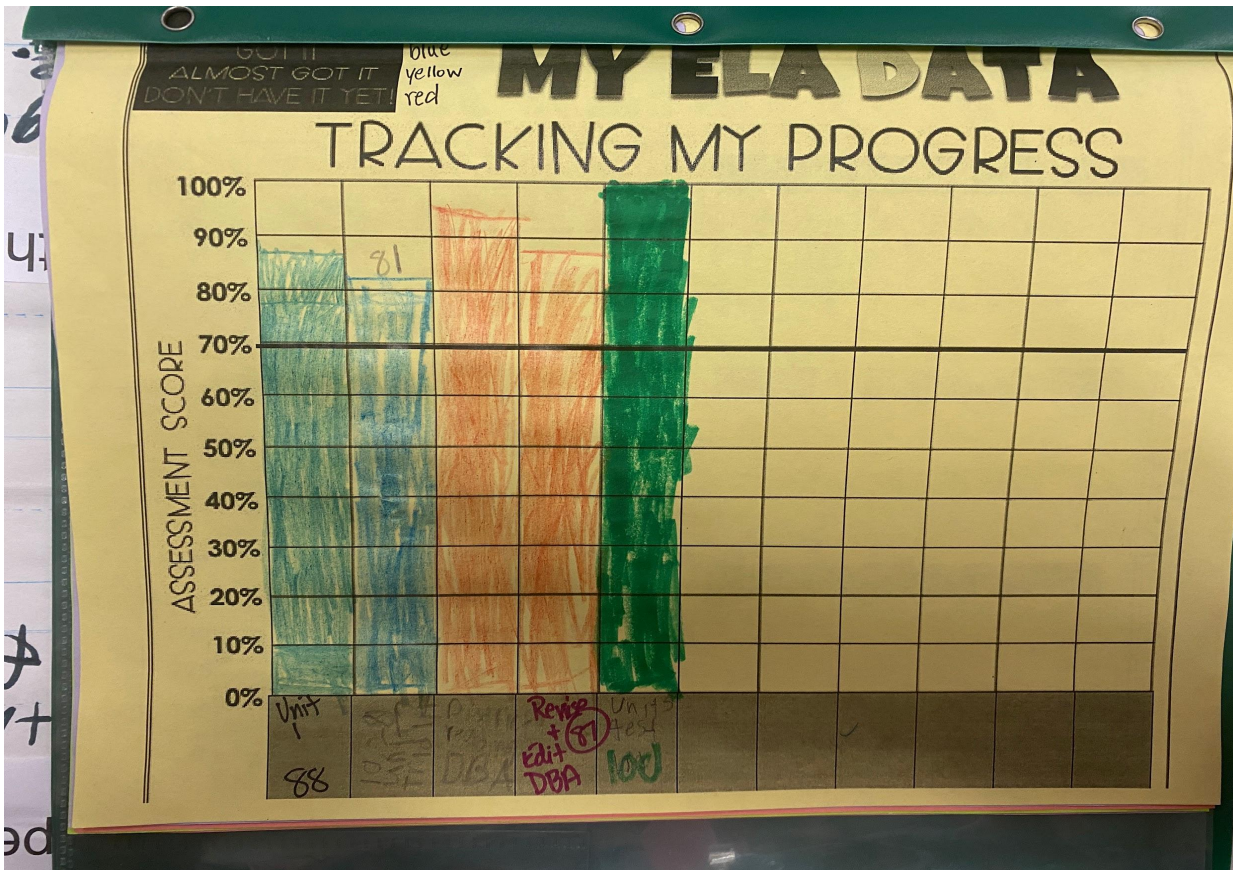 GOT IT
ALMOST GOT IT
DON'T HAVE IT YET!
blue
yellow
red
MY ELA DATA
TRACKING MY PROGRESS
ASSESSMENT SCORE
100%
90%
80%
70%
60%
50%
40%
30%
20%
10%
0%
81
Unit
1
88
DBA
Revise
+
87
Edit
DBA
Unit 3
test
100